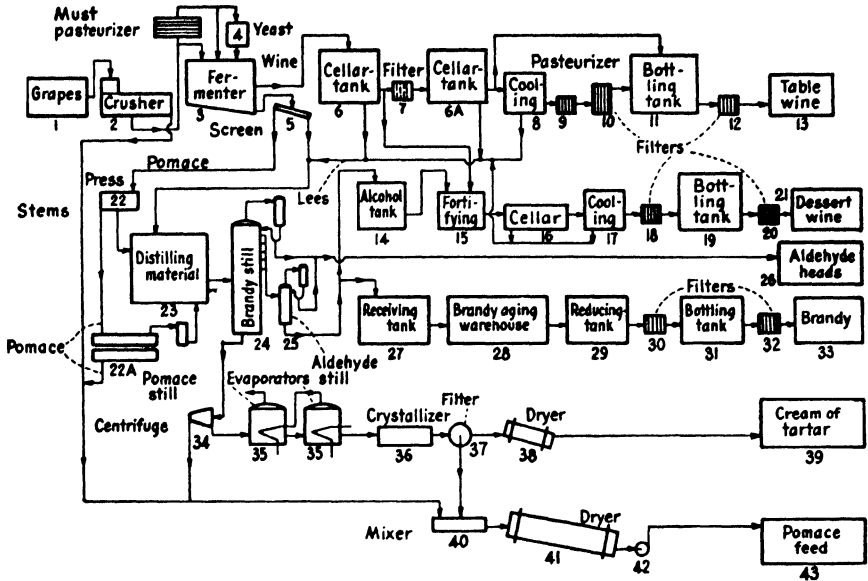 Must
pasteurizer
4
Yeast
Wine
Grapes
1
Crusher
2
Fer-
menter
3
Screen
5
Cellar-
tank
6
Filter
7
Cellar-
tank
6A
Cool-
ing
8
9
Pasteurizer
10
Bott-
ling
tank
11
12
Table
wine
13
Pomace
Press
22
Stems
Lees
Filters
Alcohol
tank
14
Forti-
fying
15
Cellar
16
Cool-
ing
17
18
Bott-
ling
tank
19
20
21
Dessert
wine
Distilling
material
23
Brandy still
24
25
Aldehyde
heads
26
Receiving
tank
27
Brandy aging
warehouse
28
Reducing-
tank
29
Filters
30
Bottling
tank
31
32
Brandy
33
Pomace
22A
Pomace
still
Aldehyde
still
Evaporators
Centrifuge
34
35
35
Crystallizer
36
Filter
37
Dryer
38
Cream of
tartar
39
Mixer
40
Dryer
41
42
Pomace
feed
43